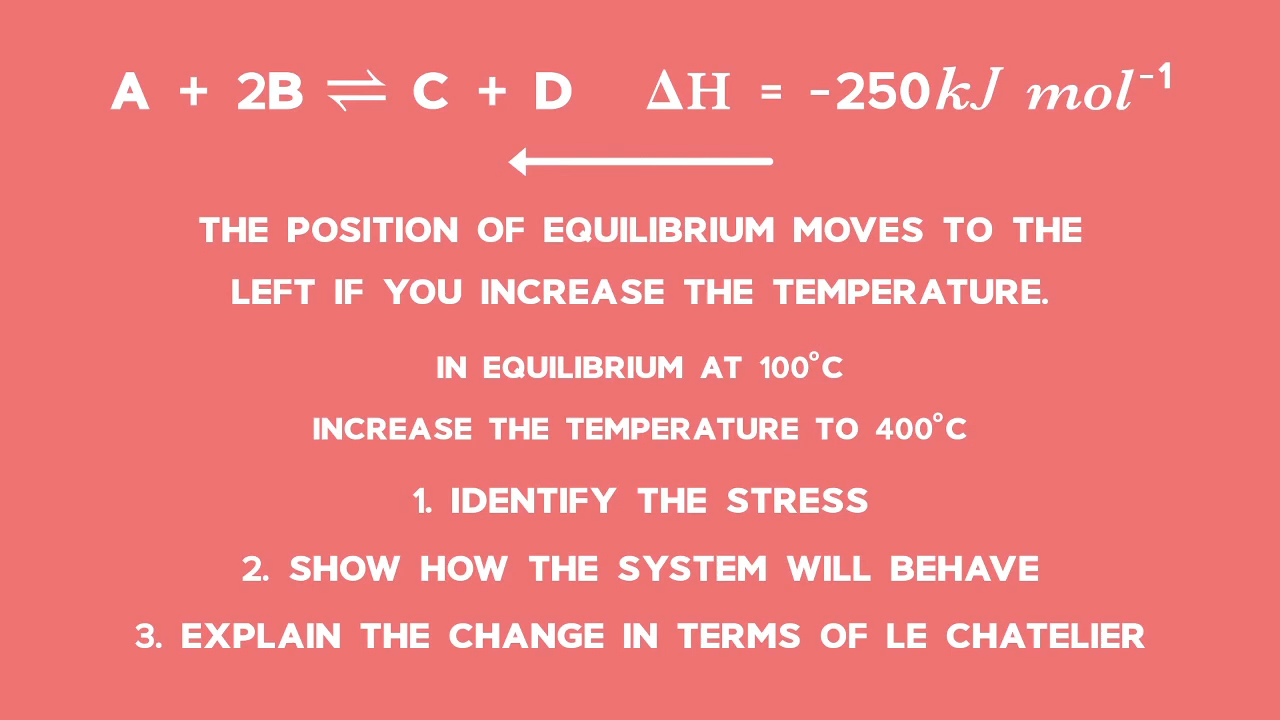 A + 2B ⇌ C + D ΔH = -250kJ mol⁻¹
THE POSITION OF EQUILIBRIUM MOVES TO THE
LEFT IF YOU INCREASE THE TEMPERATURE.
IN EQUILIBRIUM AT 100°C
INCREASE THE TEMPERATURE TO 400°C
1. IDENTIFY THE STRESS
2. SHOW HOW THE SYSTEM WILL BEHAVE
3. EXPLAIN THE CHANGE IN TERMS OF LE CHATELIER